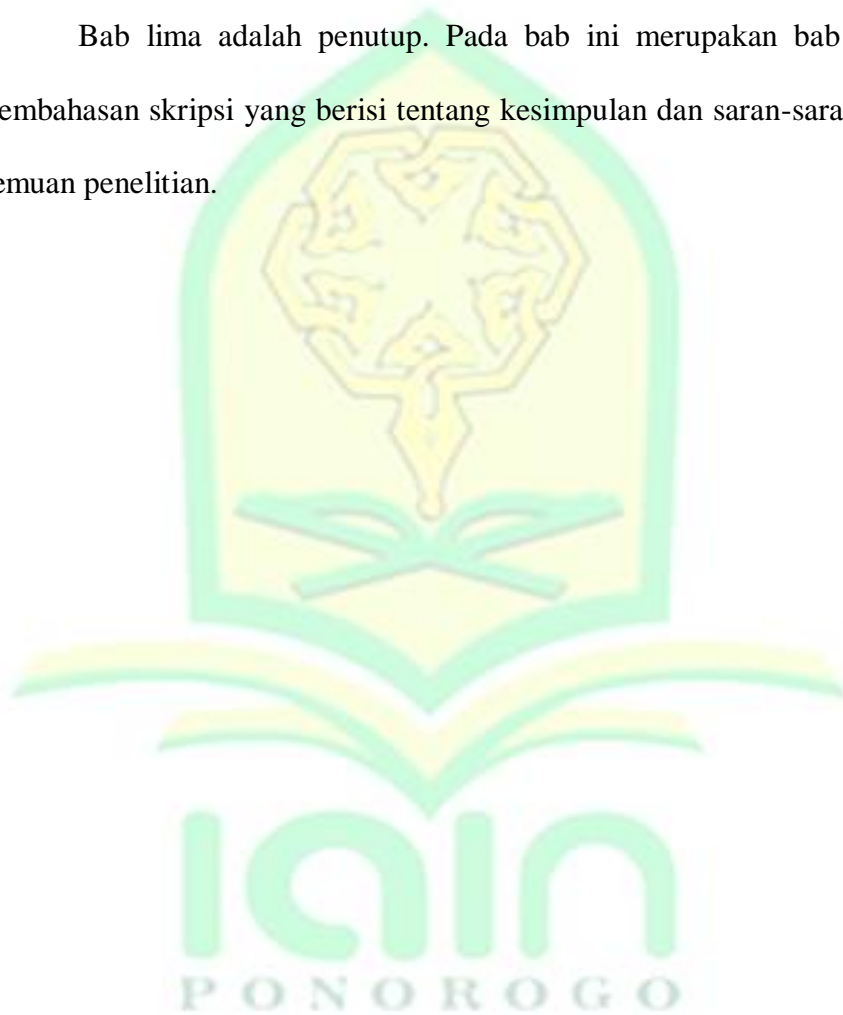 Bab lima adalah penutup. Pada bab ini merupakan bab
embahasan skripsi yang berisi tentang kesimpulan dan saran-sara
emuan penelitian.
iain
PONOROGO